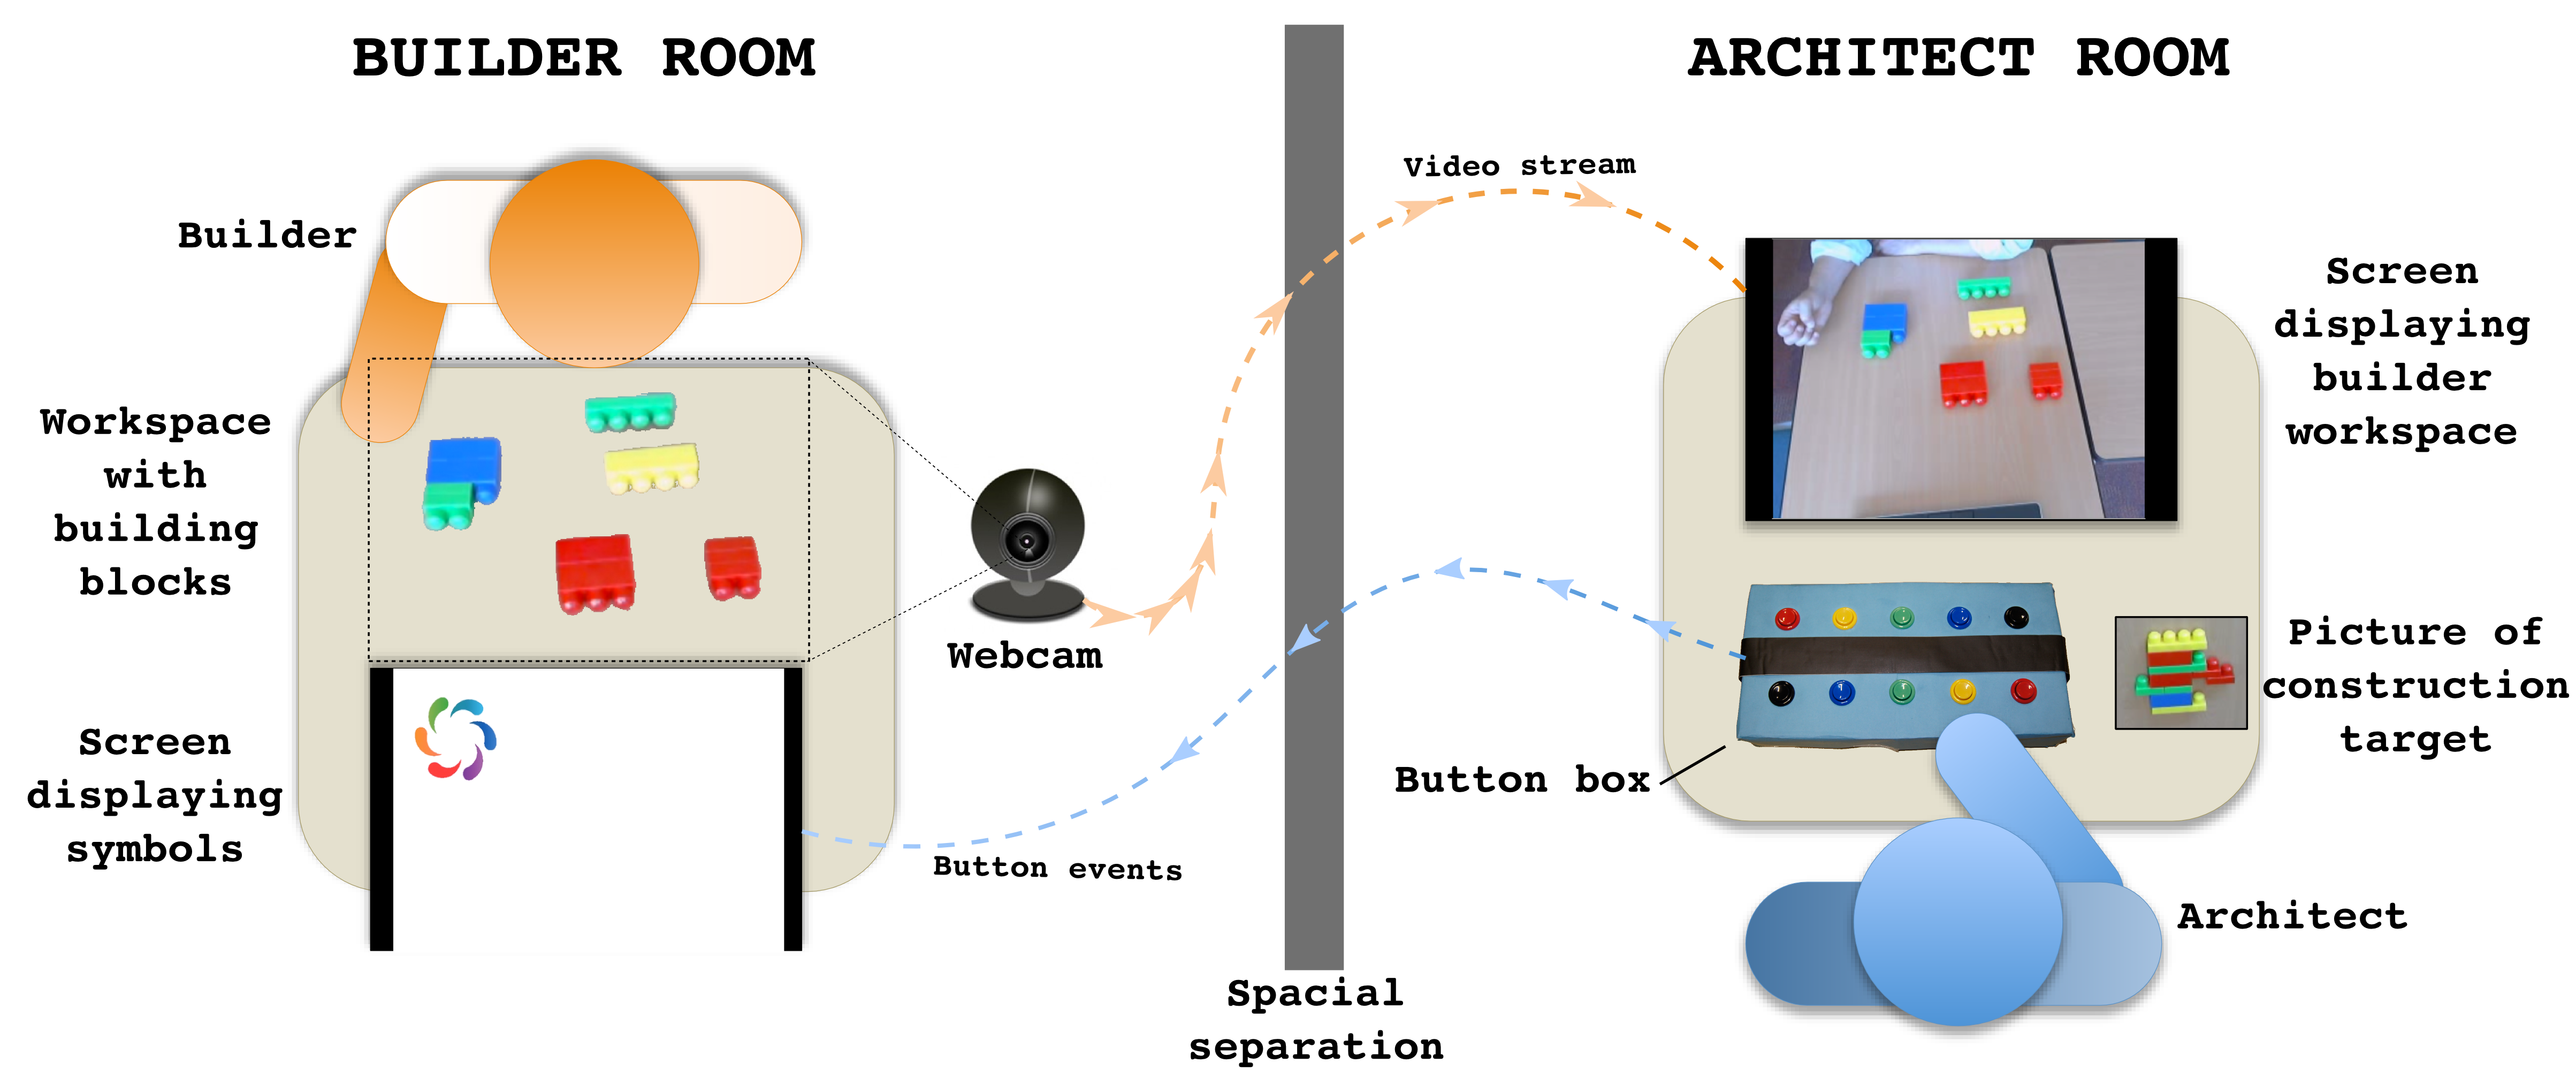 BUILDER ROOM
ARCHITECT ROOM
Video stream
Builder
Screen
displaying
builder
workspace
Workspace
with
building
blocks
Webcam
Picture of
construction
target
Screen
displaying
symbols
Button box
Button events
Architect
Spacial
separation